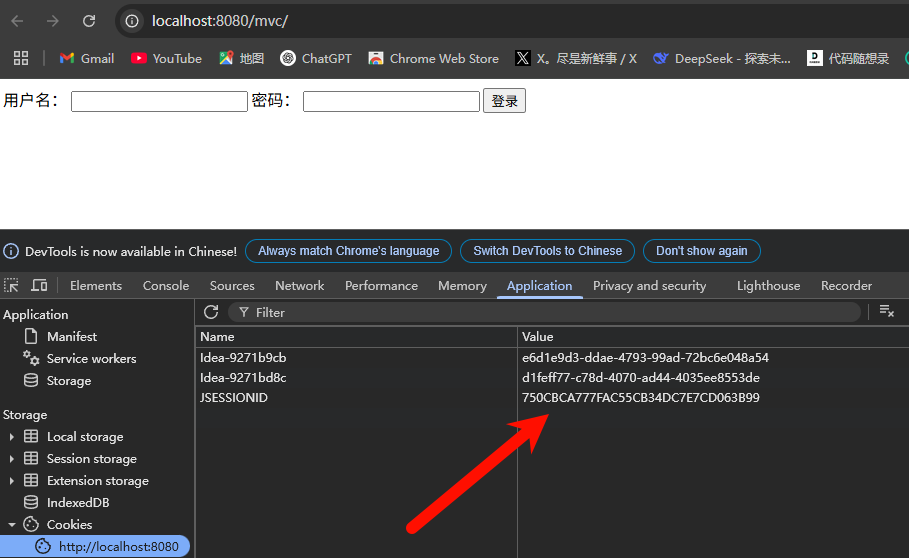 localhost:8080/mvc/
Gmail YouTube 地图 ChatGPT Chrome Web Store X。尽是新鲜事 / X DeepSeek - 探索未... 代码随想录
用户名： 密码： 登录
DevTools is now available in Chinese! Always match Chrome's language Switch DevTools to Chinese Don't show again
Elements Console Sources Network Performance Memory Application Privacy and security Lighthouse Recorder
Application
Manifest
Service workers
Storage
Storage
Local storage
Session storage
Extension storage
IndexedDB
Cookies
http://localhost:8080
Filter
Name Value
Idea-9271b9cb e6d1e9d3-ddae-4793-99ad-72bc6e048a54
Idea-9271bd8c d1feff77-c78d-4070-ad44-4035ee8553de
JSESSIONID 750CBCA777FAC55CB34DC7E7CD063B99